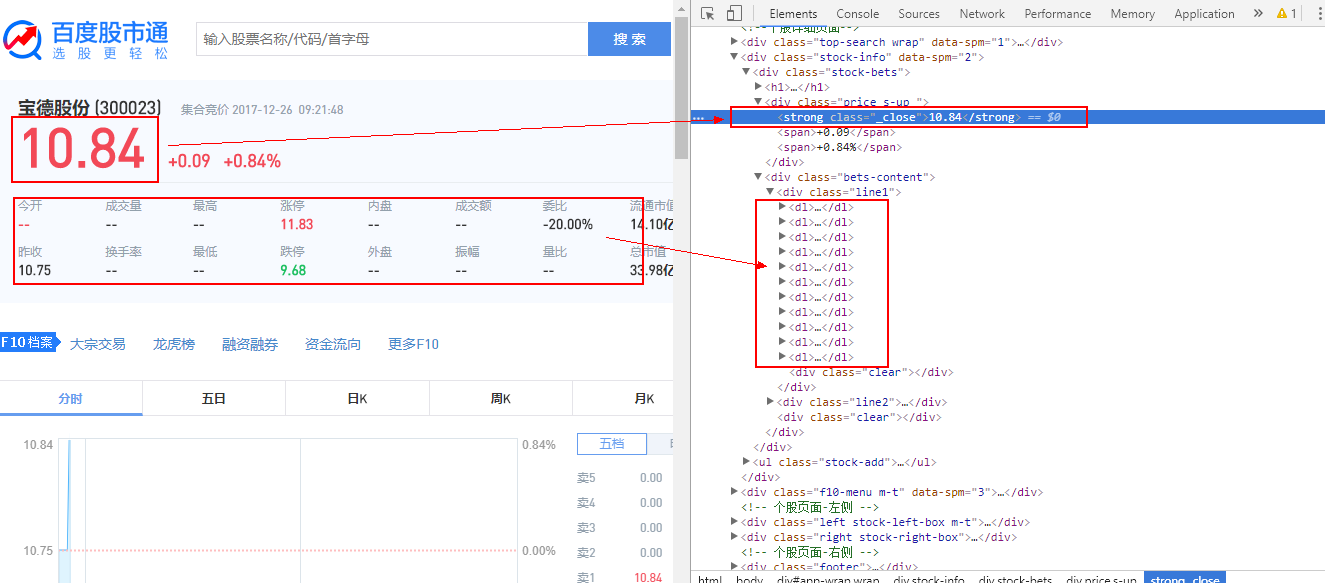 百度股市通
选 股 更 轻 松
输入股票名称/代码/首字母
搜 索
宝德股份 (300023)
集合竞价 2017-12-26 09:21:48
10.84
+0.09 +0.84%
今开 成交量 最高 涨停 内盘 成交额 委比 流通市值
-- -- -- 11.83 -- -- -20.00% 14.10亿
昨收 换手率 最低 跌停 外盘 振幅 量比 总市值
10.75 -- -- 9.68 -- -- -- 33.98亿
F10 档案 大宗交易 龙虎榜 融资融券 资金流向 更多F10
分时 五日 日K 周K 月K
10.84 0.84%
10.75 0.00%
五档
卖5 0.00
卖4 0.00
卖3 0.00
卖2 0.00
卖1 10.84
Elements Console Sources Network Performance Memory Application » 1
<div class="top-search wrap" data-spm="1">…</div>
<div class="stock-info" data-spm="2">
<div class="stock-bets">
<h1>…</h1>
<div class="price s-up ">
... <strong class="_close">10.84</strong> == $0
<span>+0.09</span>
<span>+0.84%</span>
</div>
<div class="bets-content">
<div class="line1">
<dl>…</dl>
<dl>…</dl>
<dl>…</dl>
<dl>…</dl>
<dl>…</dl>
<dl>…</dl>
<dl>…</dl>
<dl>…</dl>
<dl>…</dl>
<dl>…</dl>
<dl>…</dl>
<div class="clear"></div>
</div>
<div class="line2">…</div>
<div class="clear"></div>
</div>
</div>
<ul class="stock-add">…</ul>
</div>
<div class="f10-menu m-t" data-spm="3">…</div>
<!-- 个股页面-左侧 -->
<div class="left stock-left-box m-t">…</div>
<div class="right stock-right-box">…</div>
<!-- 个股页面-右侧 -->
<div class="footer">…</div>
html body div#app-wrap.wrap div.stock-info div.stock-bets div.price.s-up strong._close